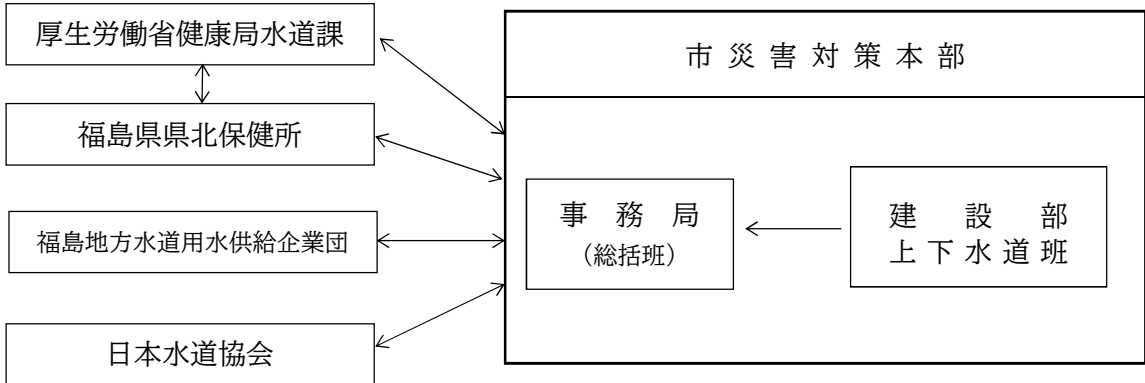 厚生労働省健康局水道課
福島県県北保健所
福島地方水道用水供給企業団
日本水道協会
市災害対策本部
事務局
（総括班）
建設部
上下水道班